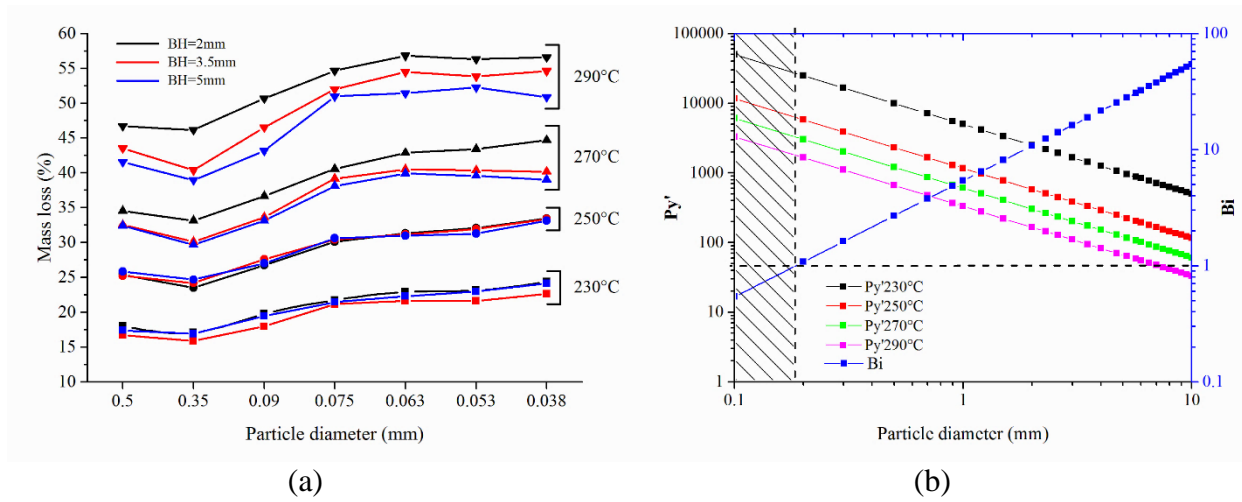 BH=2mm
BH=3.5mm
BH=5mm
60
55
50
45
40
35
30
25
20
15
10
Mass loss (%)
290°C
270°C
250°C
230°C
0.5 0.35 0.09 0.075 0.063 0.053 0.038
Particle diameter (mm)
(a)
100000
10000
1000
100
10
1
Py'
Py'230°C
Py'250°C
Py'270°C
Py'290°C
Bi
100
10
1
0.1
Bi
0.1 1 10
Particle diameter (mm)
(b)